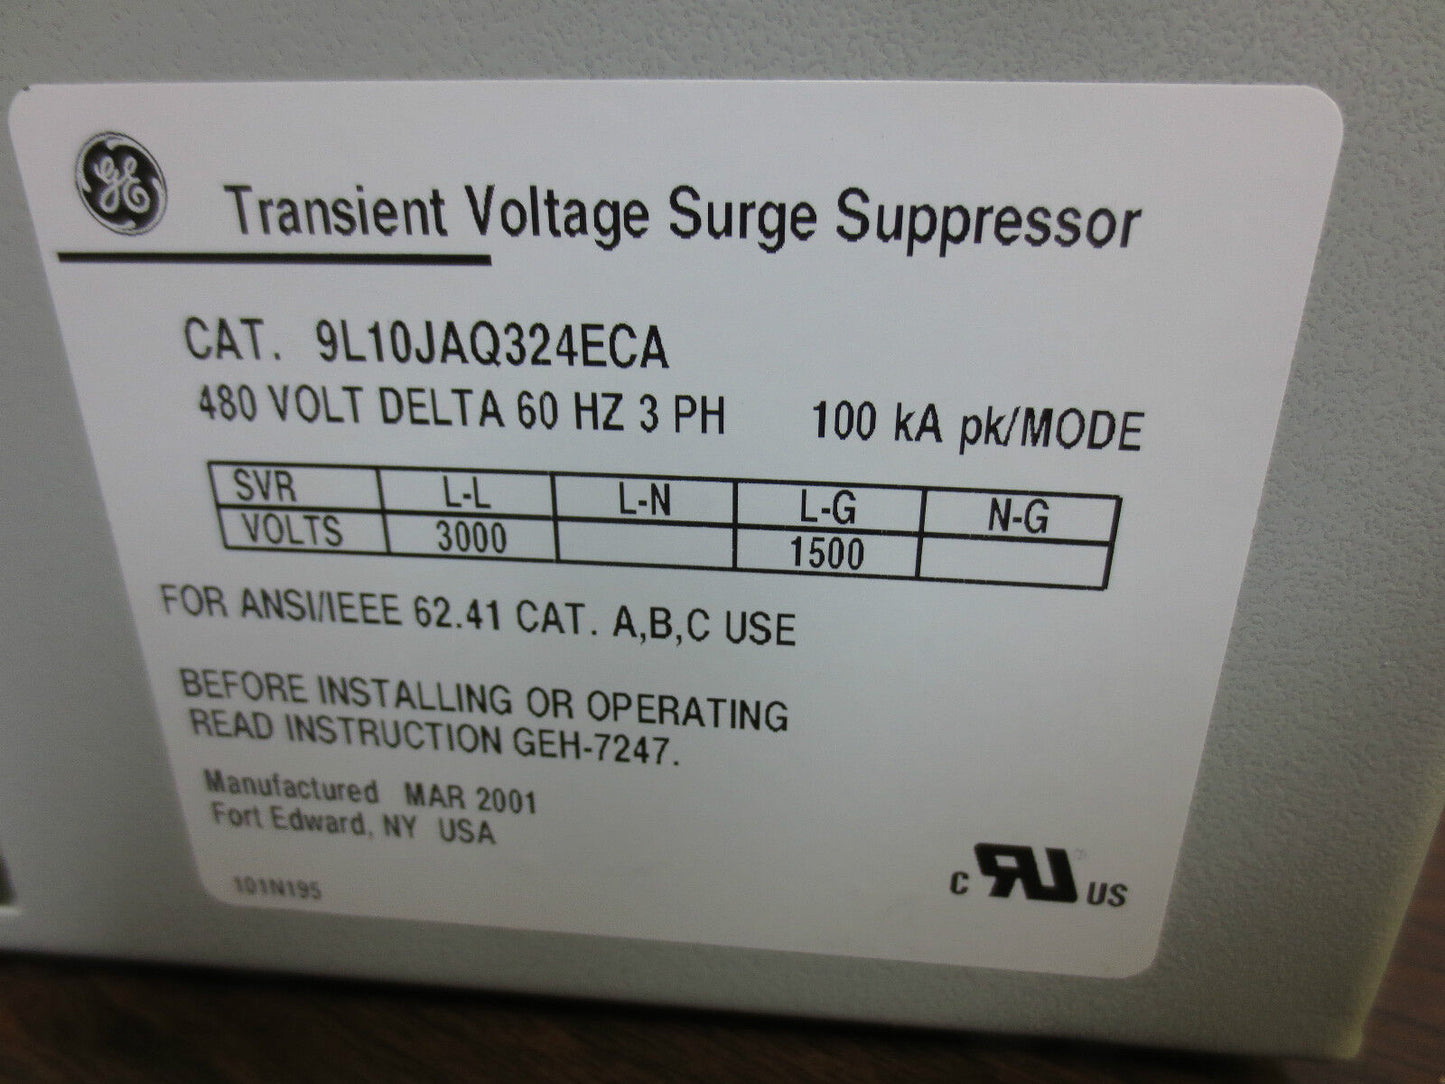 GE
Transient Voltage Surge Suppressor
CAT. 9L10JAQ324ECA
480 VOLT DELTA 60 HZ 3 PH 100 kA pk/MODE
SVR L-L L-N L-G N-G
VOLTS 3000 1500
FOR ANSI/IEEE 62.41 CAT. A,B,C USE
BEFORE INSTALLING OR OPERATING
READ INSTRUCTION GEH-7247.
Manufactured MAR 2001
Fort Edward, NY USA
101N195
c RU US